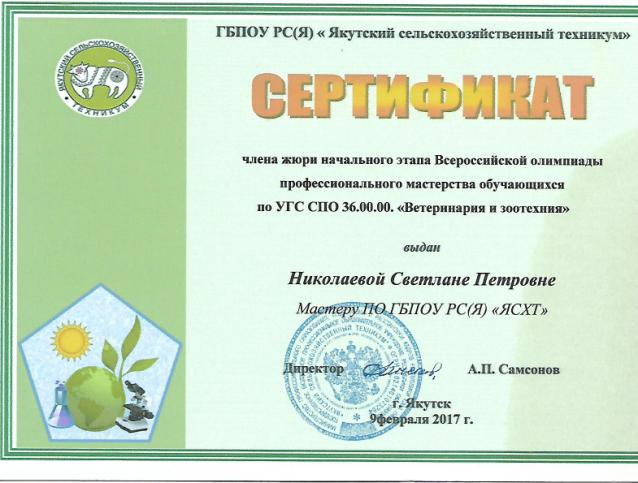 ГБПОУ РС(Я) « Якутский сельскохозяйственный техникум»
ЯКУТСКИЙ СЕЛЬСКОХОЗЯЙСТВЕННЫЙ
• ТЕХНИКУМ •
СЕРТИФИКАТ
члена жюри начального этапа Всероссийской олимпиады
профессионального мастерства обучающихся
по УГС СПО 36.00.00. «Ветеринария и зоотехния»
выдан
Николаевой Светлане Петровне
Мастеру ПО ГБПОУ РС(Я) «ЯСХТ»
Директор А.П. Самсонов
г. Якутск
9февраля 2017 г.